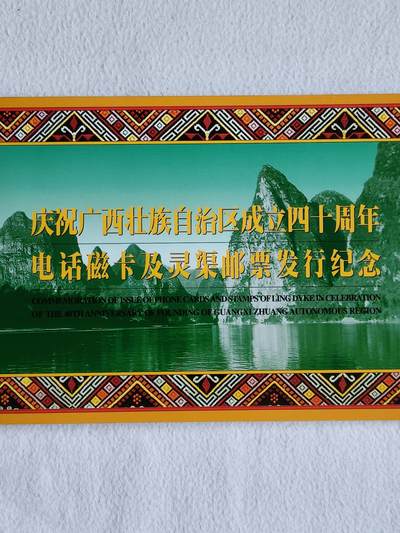 庆祝广西壮族自治区成立四十周年
电话磁卡及灵渠邮票发行纪念
COMMEMORATION OF ISSUE OF PHONE CARDS AND STAMPS OF LING DYKE IN CELEBRATION
OF THE 40TH ANNIVERSARY OF FOUNDING OF GUANGXI ZHUANG AUTONOMOUS REGION